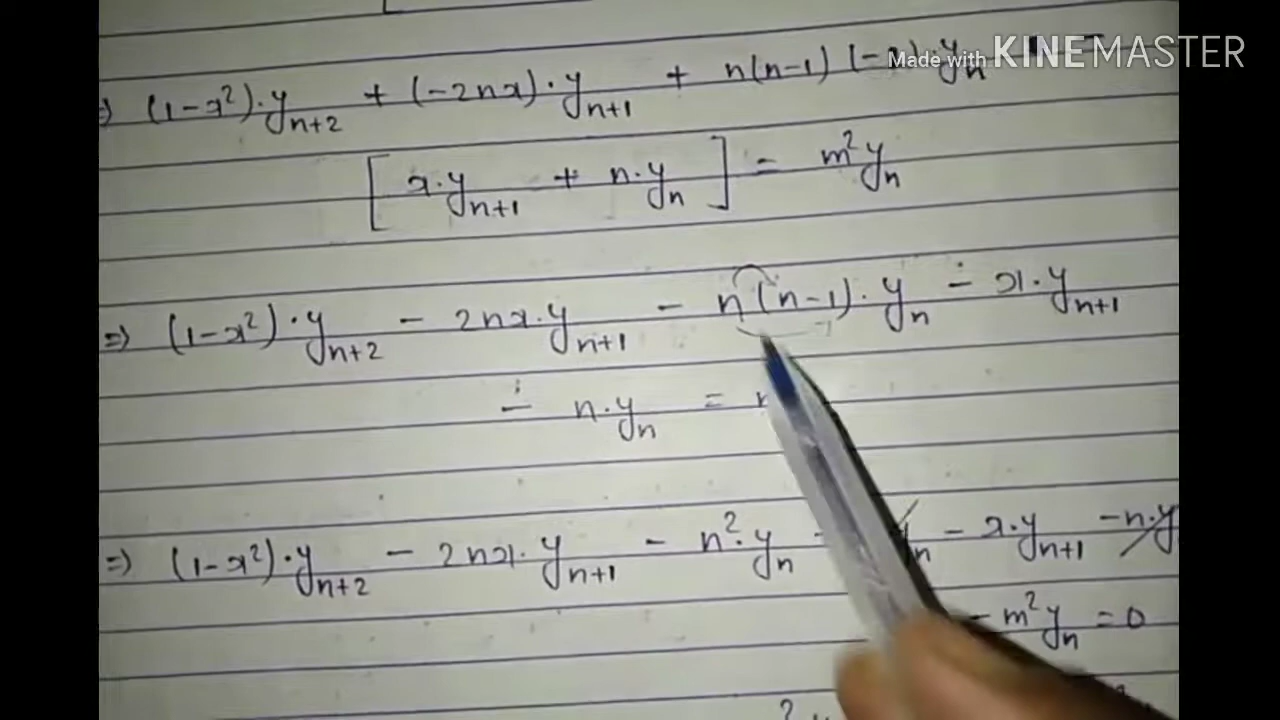 Made with KINEMASTER
⇒ (1-x²)·yₙ₊₂ + (-2nx)·yₙ₊₁ + n(n-1) (- )·yₙ
[ x·yₙ₊₁ + n·yₙ ] = m²yₙ
⇒ (1-x²)·yₙ₊₂ - 2nx·yₙ₊₁ - n(n-1)·yₙ - x·yₙ₊₁
- n·yₙ =
⇒ (1-x²)·yₙ₊₂ - 2nx·yₙ₊₁ - n²·yₙ - x·yₙ₊₁ -n·y
- m²yₙ = 0